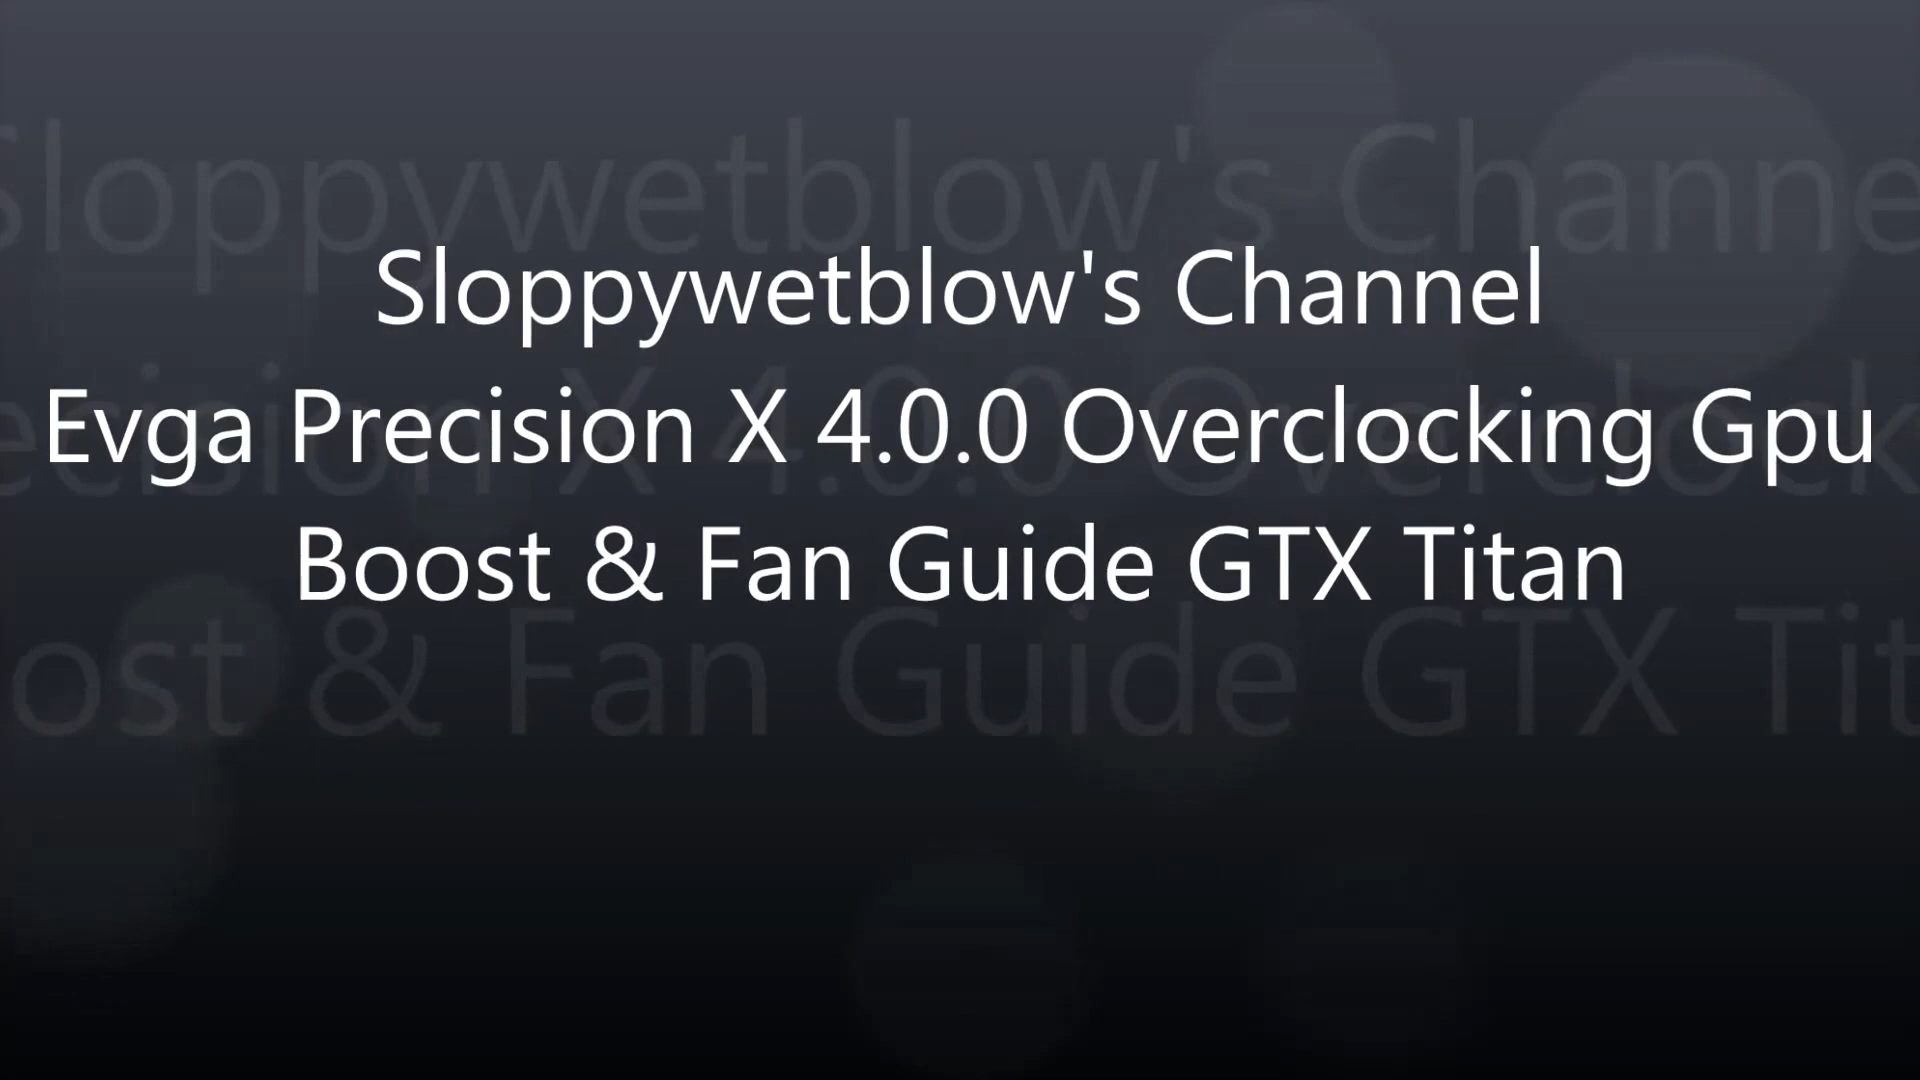 Sloppywetblow's Channel
Evga Precision X 4.0.0 Overclocking Gpu
Boost & Fan Guide GTX Titan